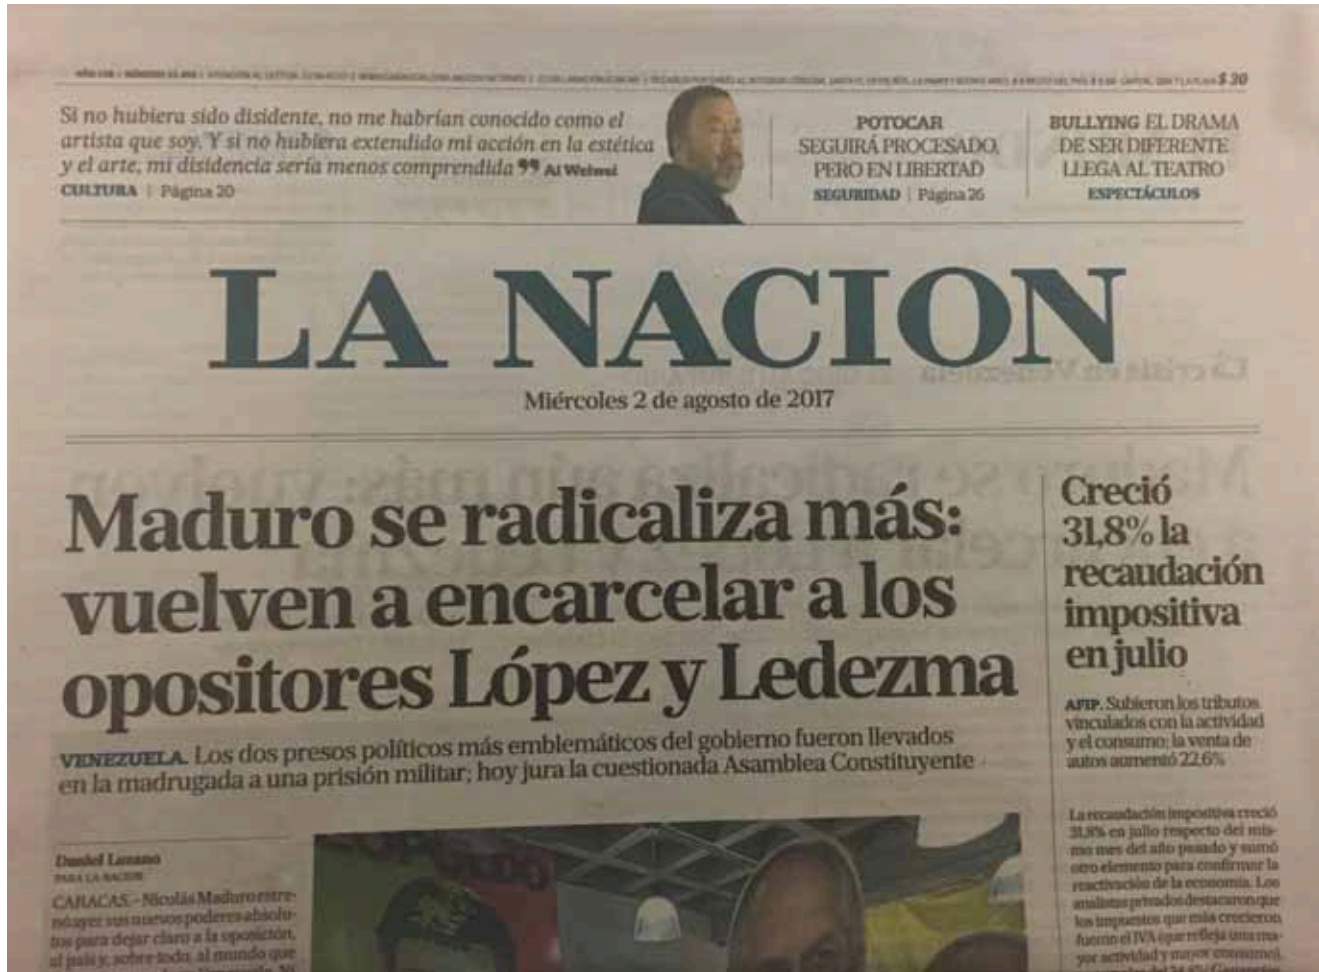 $ 20
Si no hubiera sido disidente, no me habrían conocido como el
artista que soy. Y si no hubiera extendido mi acción en la estética
y el arte, mi disidencia sería menos comprendida ” Ai Weiwei
CULTURA | Página 20
POTOCAR
SEGUIRÁ PROCESADO,
PERO EN LIBERTAD
SEGURIDAD | Página 26
BULLYING EL DRAMA
DE SER DIFERENTE
LLEGA AL TEATRO
ESPECTÁCULOS
LA NACION
Miércoles 2 de agosto de 2017
Maduro se radicaliza más:
vuelven a encarcelar a los
opositores López y Ledezma
VENEZUELA. Los dos presos políticos más emblemáticos del gobierno fueron llevados
en la madrugada a una prisión militar; hoy jura la cuestionada Asamblea Constituyente
Daniel Lozano
PARA LA NACION
CARACAS.- Nicolás Maduro estre-
nó ayer sus nuevos poderes absolu-
tos para dejar claro a la oposición,
al país y, sobre todo, al mundo que
Creció
31,8% la
recaudación
impositiva
en julio
AFIP. Subieron los tributos
vinculados con la actividad
y el consumo; la venta de
autos aumentó 22,6%
La recaudación impositiva creció
31,8% en julio respecto del mis-
mo mes del año pasado y sumó
otro elemento para confirmar la
reactivación de la economía. Los
analistas privados destacaron que
los impuestos que más crecieron
fueron el IVA (que refleja una ma-
yor actividad y mayor consumo),